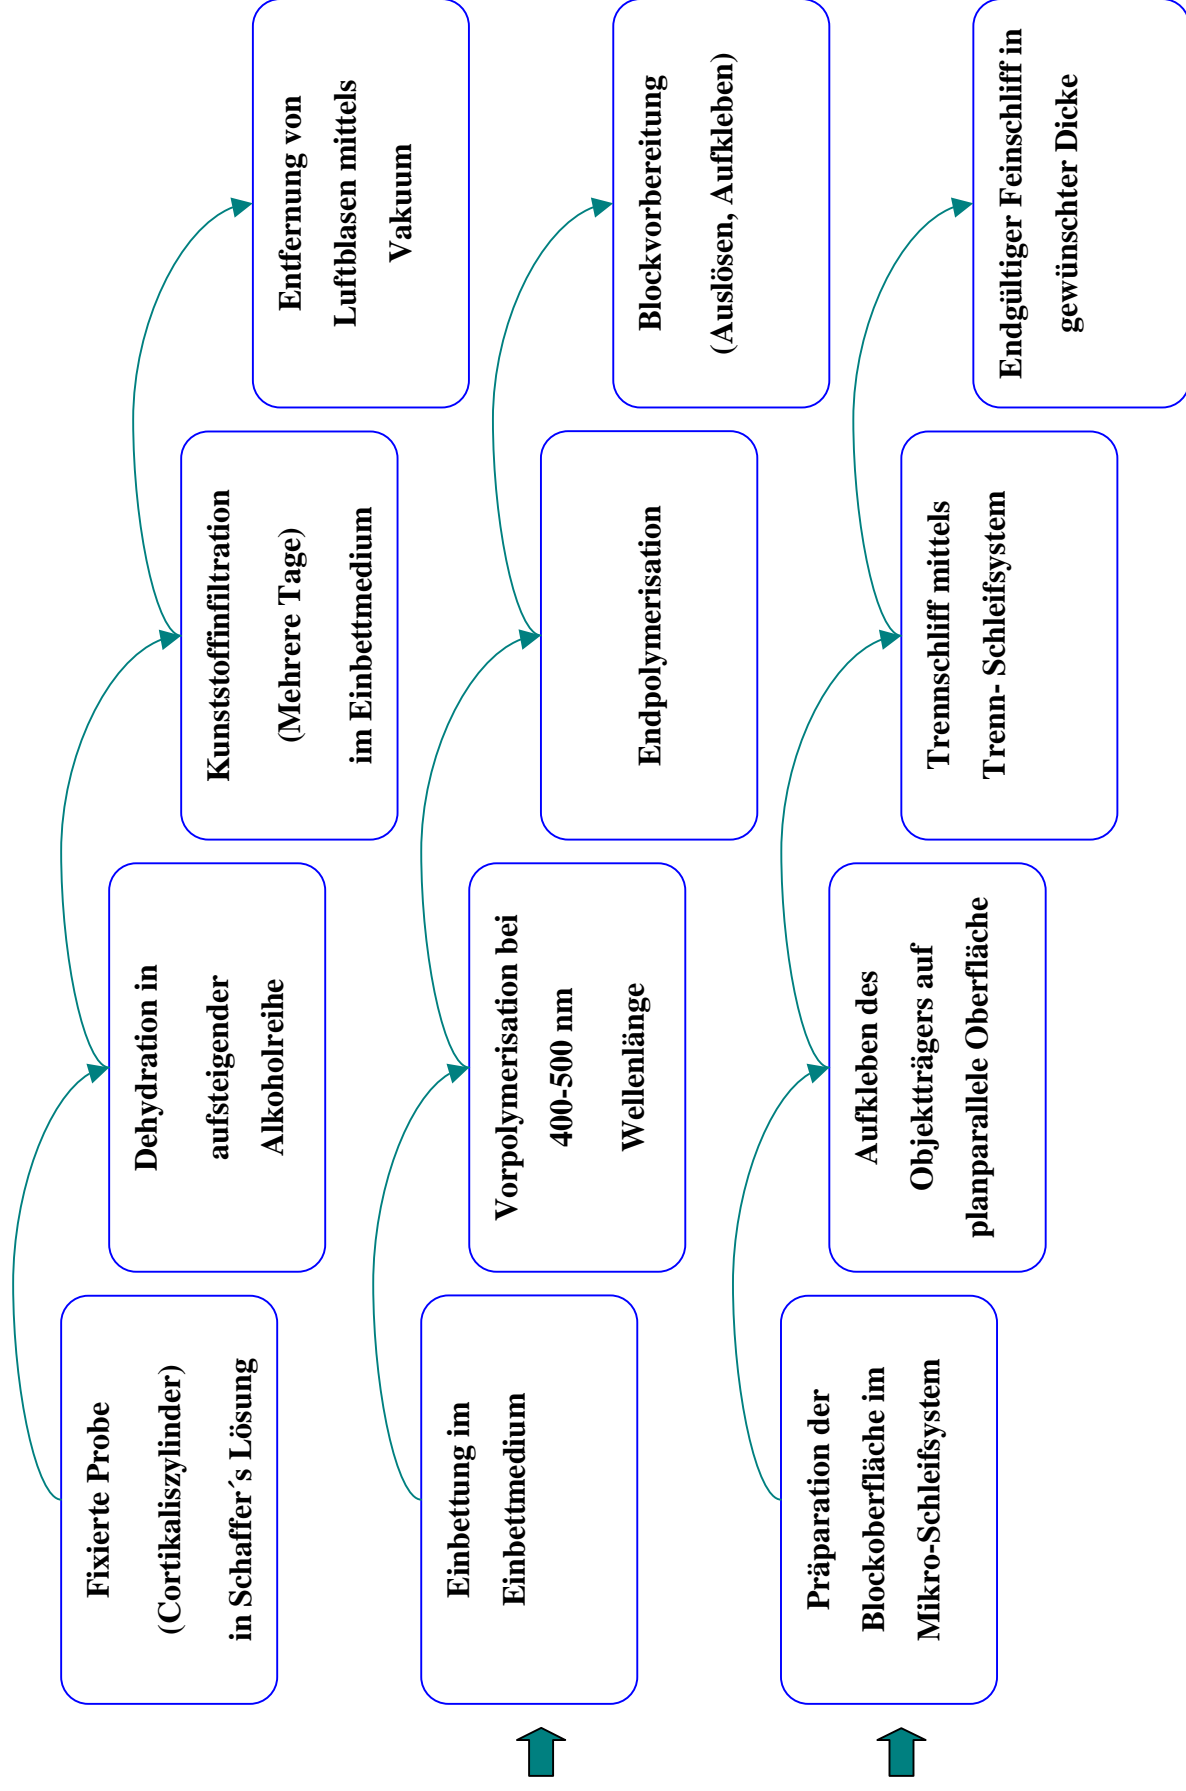 Fixierte Probe
(Cortikaliszylinder)
in Schaffer´s Lösung
Dehydration in
aufsteigender
Alkoholreihe
Kunststoffinfiltration
(Mehrere Tage)
im Einbettmedium
Entfernung von
Luftblasen mittels
Vakuum
Einbettung im
Einbettmedium
Vorpolymerisation bei
400-500 nm
Wellenlänge
Endpolymerisation
Blockvorbereitung
(Auslösen, Aufkleben)
Präparation der
Blockoberfläche im
Mikro-Schleifsystem
Aufkleben des
Objektträgers auf
planparallele Oberfläche
Trennschliff mittels
Trenn- Schleifsystem
Endgültiger Feinschliff in
gewünschter Dicke